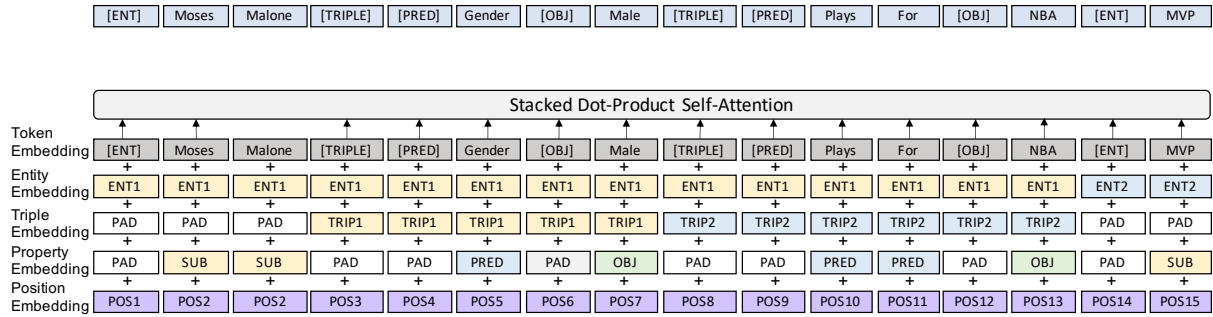 [ENT] Moses Malone [TRIPLE] [PRED] Gender [OBJ] Male [TRIPLE] [PRED] Plays For [OBJ] NBA [ENT] MVP
Stacked Dot-Product Self-Attention
Token
Embedding [ENT] Moses Malone [TRIPLE] [PRED] Gender [OBJ] Male [TRIPLE] [PRED] Plays For [OBJ] NBA [ENT] MVP
+ + + + + + + + + + + + + + + +
Entity
Embedding ENT1 ENT1 ENT1 ENT1 ENT1 ENT1 ENT1 ENT1 ENT1 ENT1 ENT1 ENT1 ENT1 ENT1 ENT2 ENT2
+ + + + + + + + + + + + + + + +
Triple
Embedding PAD PAD PAD TRIP1 TRIP1 TRIP1 TRIP1 TRIP1 TRIP2 TRIP2 TRIP2 TRIP2 TRIP2 TRIP2 PAD PAD
+ + + + + + + + + + + + + + + +
Property
Embedding PAD SUB SUB PAD PAD PRED PAD OBJ PAD PAD PRED PRED PAD OBJ PAD SUB
+ + + + + + + + + + + + + + + +
Position
Embedding POS1 POS2 POS2 POS3 POS4 POS5 POS6 POS7 POS8 POS9 POS10 POS11 POS12 POS13 POS14 POS15